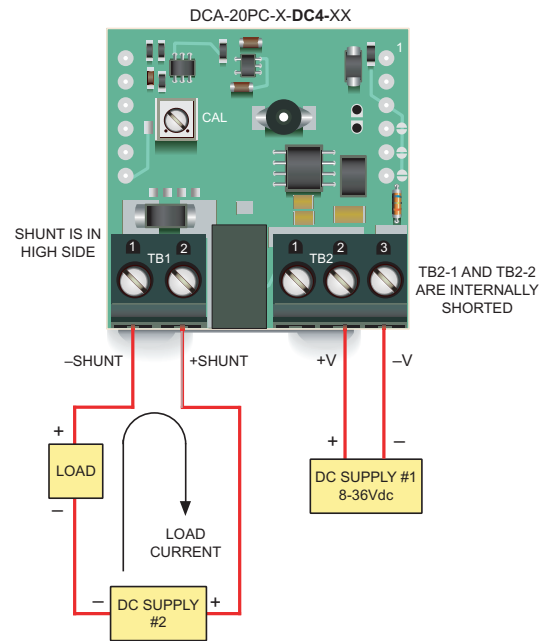 DCA-20PC-X-DC4-XX
1
CAL
SHUNT IS IN
HIGH SIDE
1 2
TB1
1 2 3
TB2
TB2-1 AND TB2-2
ARE INTERNALLY
SHORTED
–SHUNT
+SHUNT
+V
–V
+
LOAD
–
LOAD
CURRENT
+
–
DC SUPPLY #1
8-36Vdc
–
+
DC SUPPLY
#2